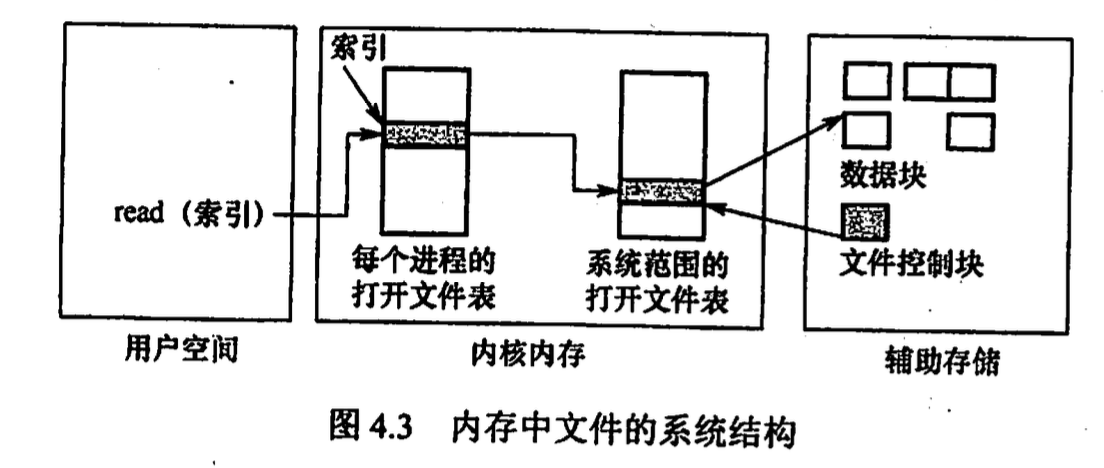 索引
read（索引）
每个进程的
打开文件表
系统范围的
打开文件表
数据块
文件控制块
用户空间
内核内存
辅助存储
图 4.3 内存中文件的系统结构